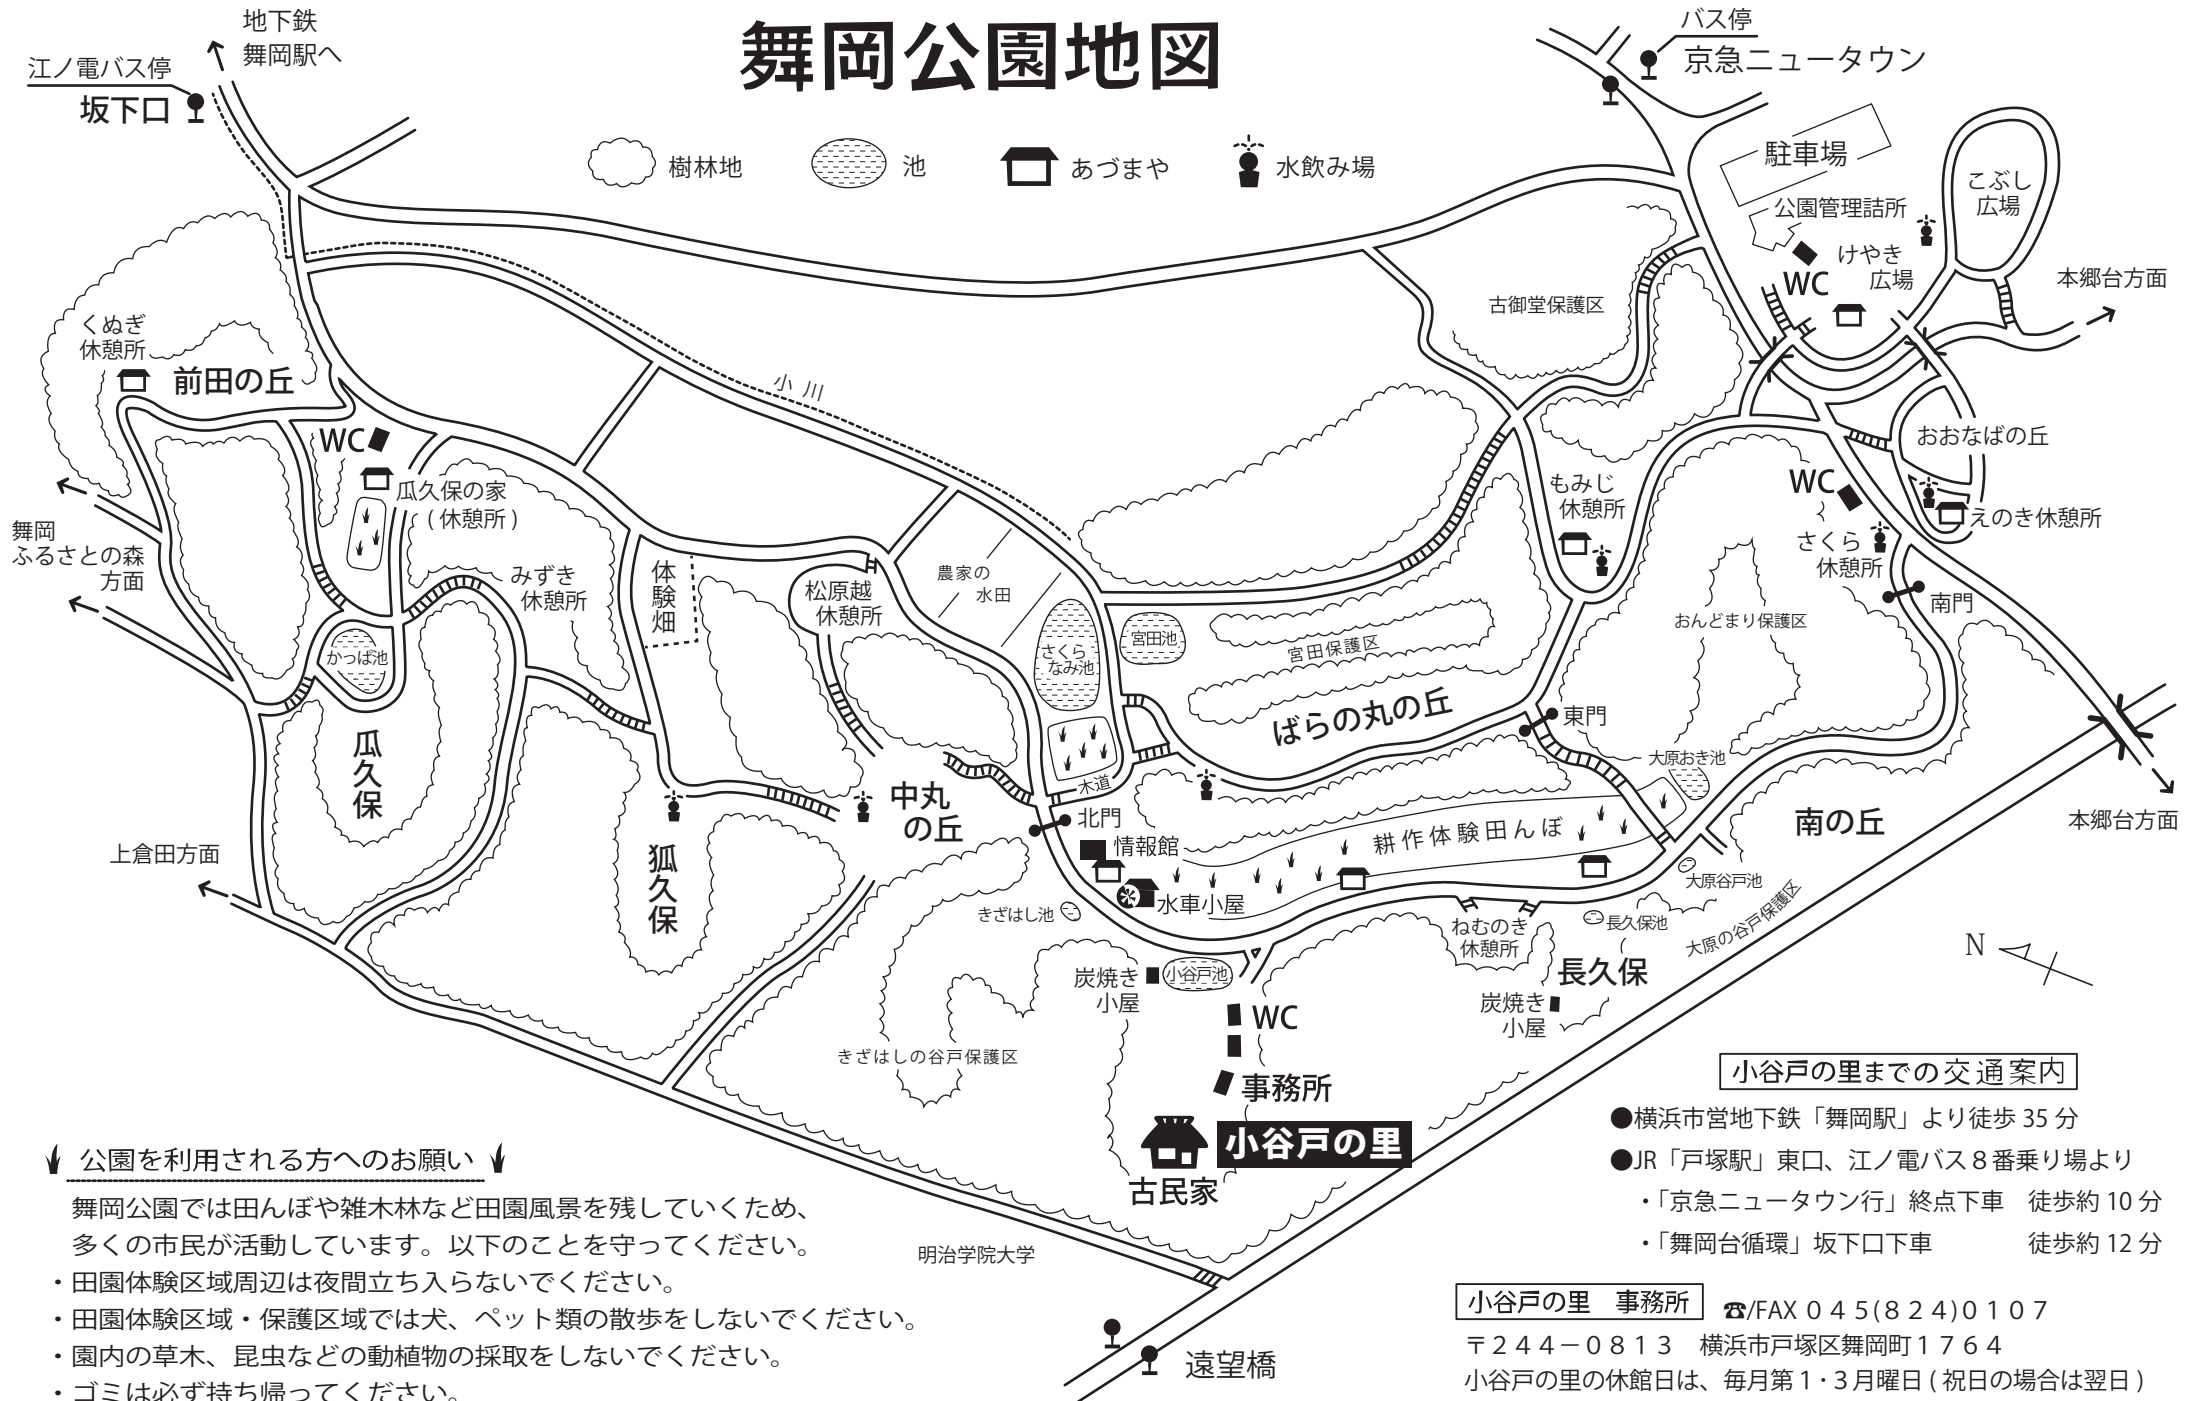 舞岡公園地図
地下鉄
舞岡駅へ
江ノ電バス停
坂下口
バス停
京急ニュータウン
樹林地
池
あづまや
水飲み場
駐車場
公園管理詰所
こぶし
広場
けやき
広場
WC
本郷台方面
古御堂保護区
くぬぎ
休憩所
前田の丘
小川
WC
瓜久保の家
(休憩所)
おおなばの丘
WC
もみじ
休憩所
えのき休憩所
さくら
休憩所
舞岡
ふるさとの森
方面
みずき
休憩所
体験畑
松原越
休憩所
農家の
水田
南門
おんどまり保護区
かっぱ池
さくら
なみ池
宮田池
宮田保護区
ばらの丸の丘
東門
瓜久保
大原おき池
木道
中丸
の丘
北門
情報館
耕作体験田んぼ
南の丘
本郷台方面
上倉田方面
狐久保
水車小屋
きざはし池
大原谷戸池
長久保池
大原の谷戸保護区
ねむのき
休憩所
長久保
N
炭焼き
小屋
小谷戸池
炭焼き
小屋
WC
きざはしの谷戸保護区
事務所
小谷戸の里
古民家
明治学院大学
遠望橋
公園を利用される方へのお願い
舞岡公園では田んぼや雑木林など田園風景を残していくため、
多くの市民が活動しています。以下のことを守ってください。
・田園体験区域周辺は夜間立ち入らないでください。
・田園体験区域・保護区域では犬、ペット類の散歩をしないでください。
・園内の草木、昆虫などの動植物の採取をしないでください。
・ゴミは必ず持ち帰ってください。
小谷戸の里までの交通案内
●横浜市営地下鉄「舞岡駅」より徒歩 35 分
●JR「戸塚駅」東口、江ノ電バス８番乗り場より
・「京急ニュータウン行」終点下車　徒歩約 10 分
・「舞岡台循環」坂下口下車　徒歩約 12 分
小谷戸の里　事務所　☎/FAX ０４５(８２４)０１０７
〒２４４－０８１３　横浜市戸塚区舞岡町１７６４
小谷戸の里の休館日は、毎月第１･３月曜日 ( 祝日の場合は翌日 )